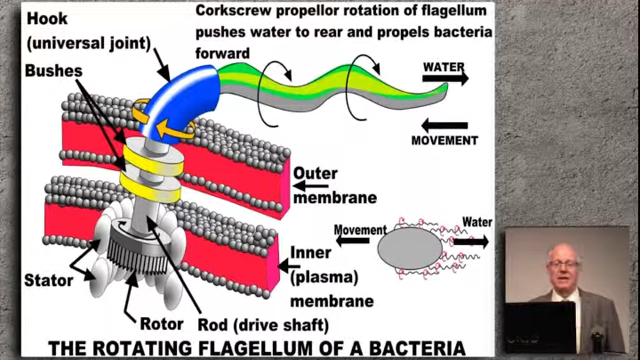 Corkscrew propellor rotation of flagellum
pushes water to rear and propels bacteria
forward
Hook
(universal joint)
Bushes
WATER
MOVEMENT
Outer
membrane
Movement
Water
Inner
(plasma)
membrane
Stator
Rotor
Rod (drive shaft)
THE ROTATING FLAGELLUM OF A BACTERIA